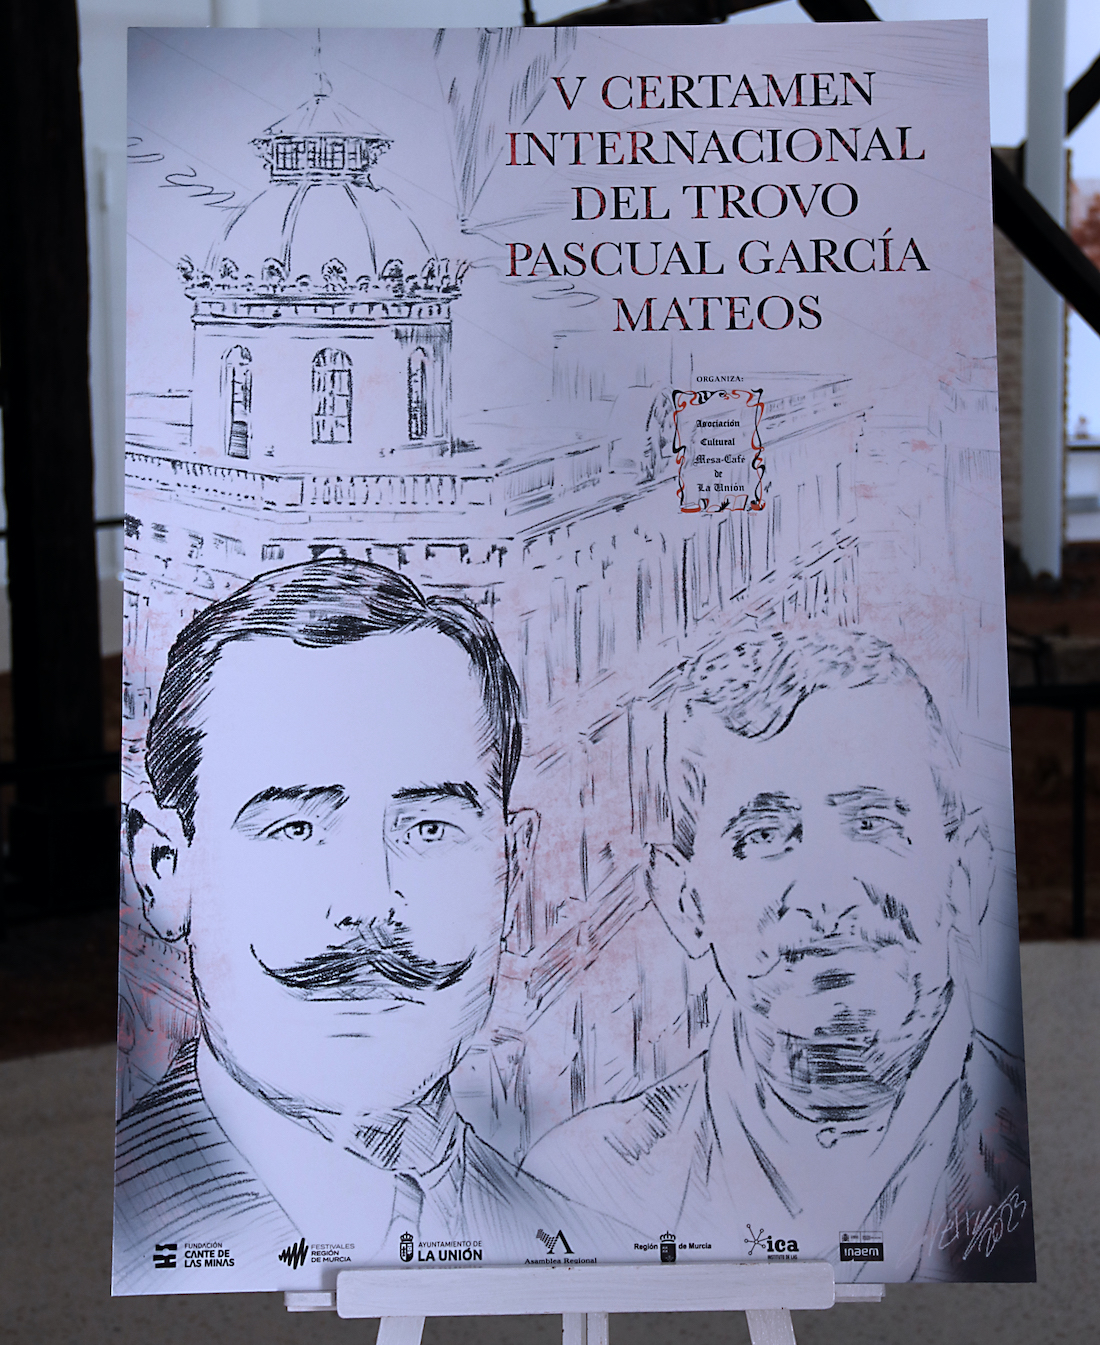 V CERTAMEN
INTERNACIONAL
DEL TROVO
PASCUAL GARCÍA
MATEOS
ORGANIZA:
Asociación
Cultural
Mesa-Café
de
La Unión
FUNDACIÓN
CANTE DE
LAS MINAS
FESTIVALES
REGIÓN
DE MURCIA
AYUNTAMIENTO DE
LA UNIÓN
Asamblea Regional
Región de Murcia
ica
inaem
2023